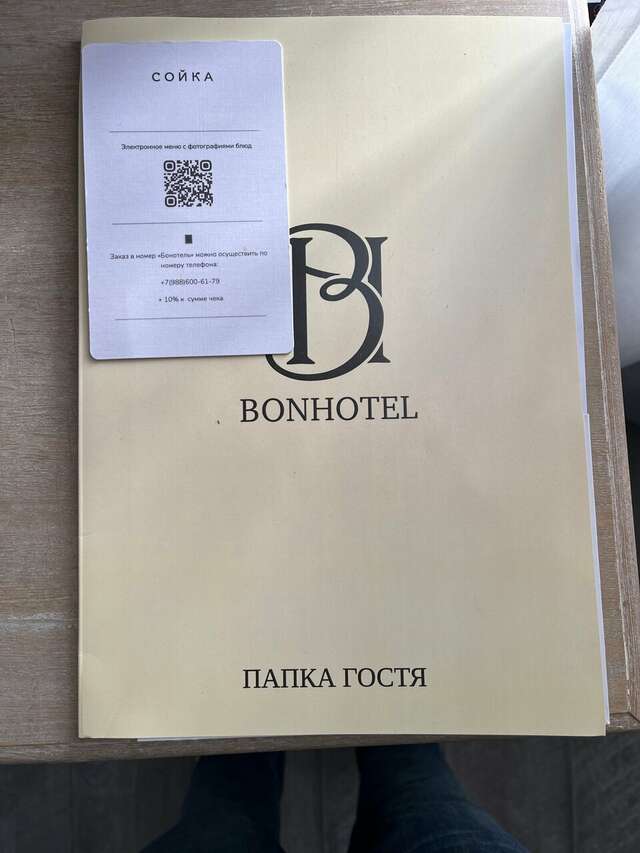 СОЙКА
Электронное меню с фотографиями блюд
Заказ в номер «Бонотель» можно осуществить по
номеру телефона:
+7(988)600-61-79
+ 10% к сумме чека
BH
BONHOTEL
ПАПКА ГОСТЯ